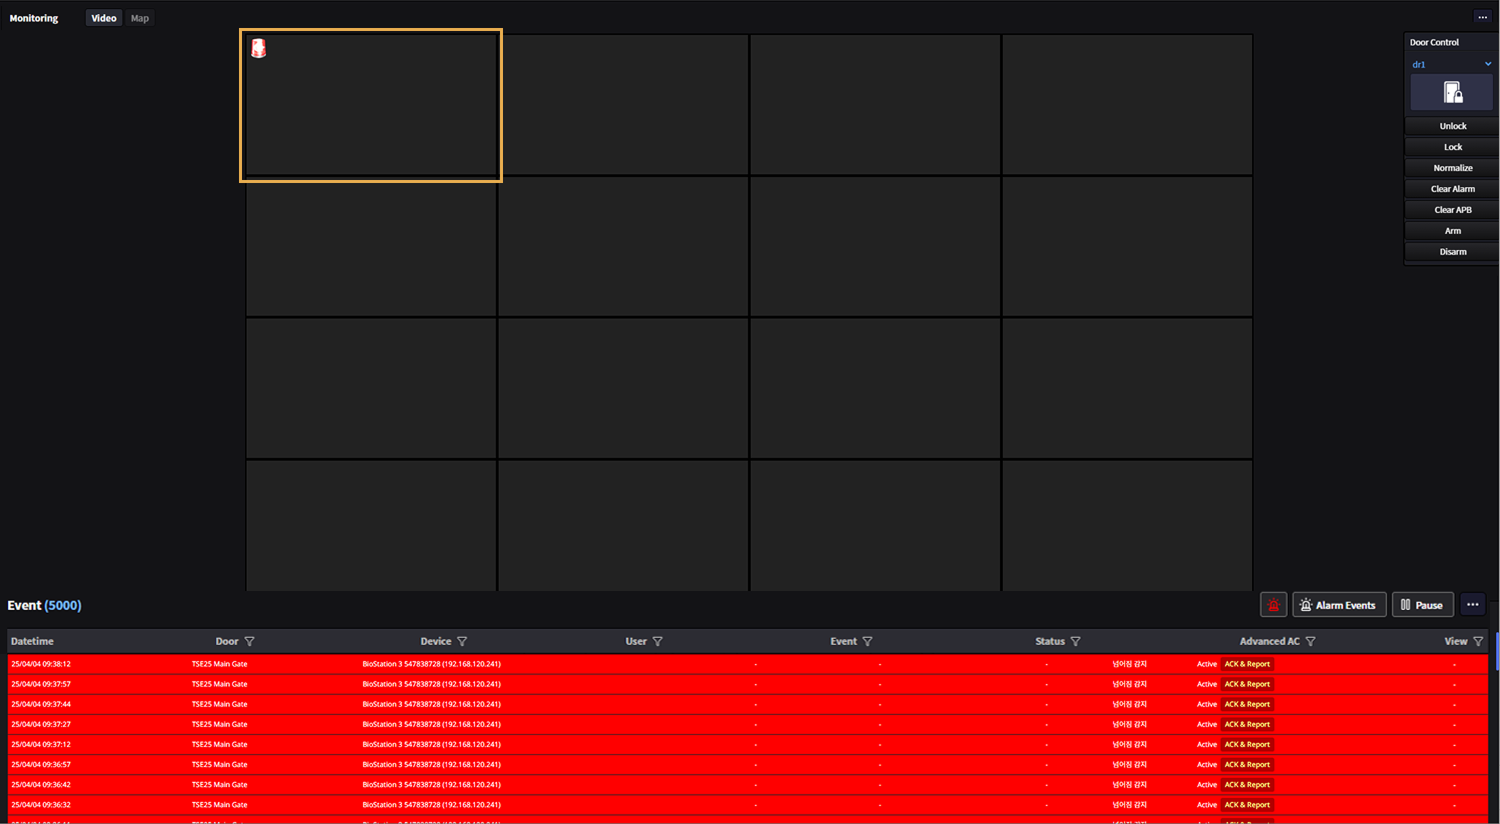 Monitoring Video Map ...
Door Control
dr1
Unlock
Lock
Normalize
Clear Alarm
Clear APB
Arm
Disarm
Event (5000) Alarm Events Pause ...
Datetime Door Device User Event Status Advanced AC View
25/04/04 09:38:12 TSE25 Main Gate BioStation 3 547838728 (192.168.120.241) - - - 넘어짐 감지 Active ACK & Report -
25/04/04 09:37:57 TSE25 Main Gate BioStation 3 547838728 (192.168.120.241) - - - 넘어짐 감지 Active ACK & Report -
25/04/04 09:37:44 TSE25 Main Gate BioStation 3 547838728 (192.168.120.241) - - - 넘어짐 감지 Active ACK & Report -
25/04/04 09:37:27 TSE25 Main Gate BioStation 3 547838728 (192.168.120.241) - - - 넘어짐 감지 Active ACK & Report -
25/04/04 09:37:12 TSE25 Main Gate BioStation 3 547838728 (192.168.120.241) - - - 넘어짐 감지 Active ACK & Report -
25/04/04 09:36:57 TSE25 Main Gate BioStation 3 547838728 (192.168.120.241) - - - 넘어짐 감지 Active ACK & Report -
25/04/04 09:36:42 TSE25 Main Gate BioStation 3 547838728 (192.168.120.241) - - - 넘어짐 감지 Active ACK & Report -
25/04/04 09:36:32 TSE25 Main Gate BioStation 3 547838728 (192.168.120.241) - - - 넘어짐 감지 Active ACK & Report -